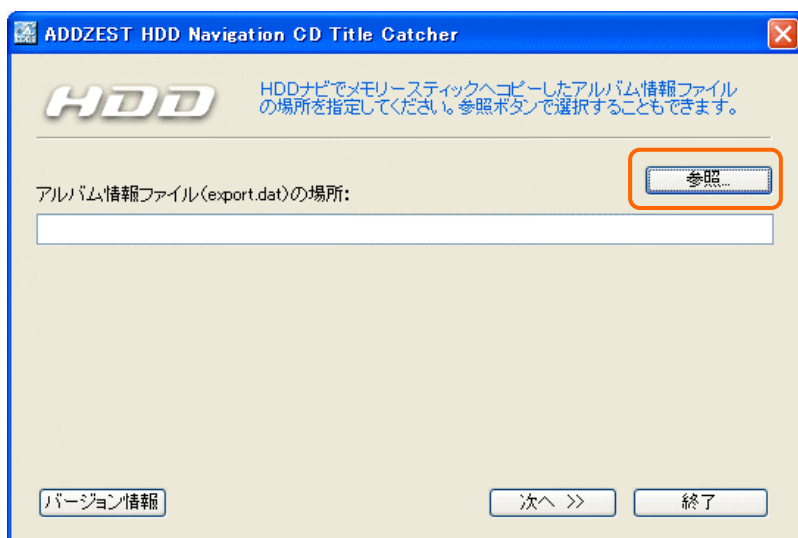 ADDZEST HDD Navigation CD Title Catcher
HDD
HDDナビでメモリースティックへコピーしたアルバム情報ファイル
の場所を指定してください。参照ボタンで選択することもできます。
参照...
アルバム情報ファイル(export.dat)の場所:
バージョン情報
次へ >>
終了